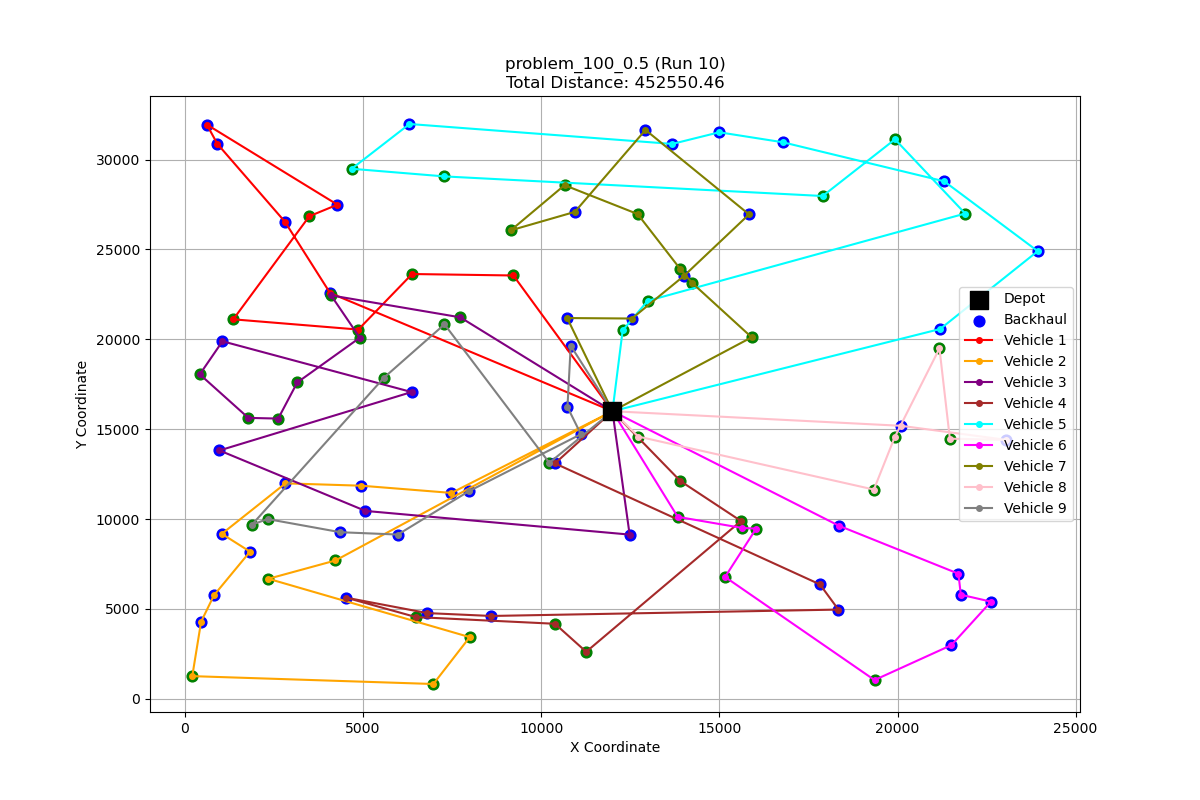 problem_100_0.5 (Run 10)
Total Distance: 452550.46
Y Coordinate
30000
25000
20000
15000
10000
5000
0
Depot
Backhaul
Vehicle 1
Vehicle 2
Vehicle 3
Vehicle 4
Vehicle 5
Vehicle 6
Vehicle 7
Vehicle 8
Vehicle 9
0
5000
10000
15000
20000
25000
X Coordinate